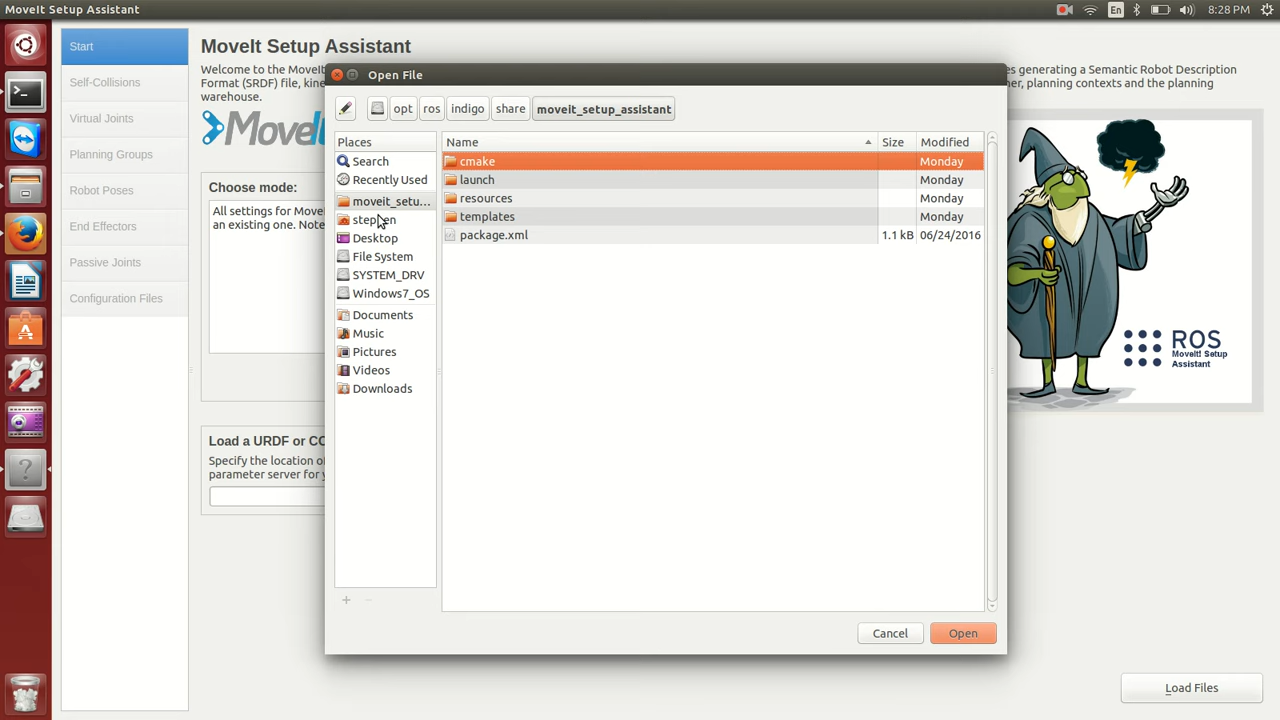 MoveIt Setup Assistant
En
8:28 PM
Start
Self-Collisions
Virtual Joints
Planning Groups
Robot Poses
End Effectors
Passive Joints
Configuration Files
MoveIt Setup Assistant
Welcome to the MoveI
Format (SRDF) file, kine
warehouse.
es generating a Semantic Robot Description
er, planning contexts and the planning
MoveIt
Choose mode:
All settings for MoveI
an existing one. Note
Load a URDF or CO
Specify the location of
parameter server for y
Open File
opt
ros
indigo
share
moveit_setup_assistant
Places
Search
Recently Used
moveit_setu...
stephen
Desktop
File System
SYSTEM_DRV
Windows7_OS
Documents
Music
Pictures
Videos
Downloads
Name Size Modified
cmake Monday
launch Monday
resources Monday
templates Monday
package.xml 1.1 kB 06/24/2016
Cancel
Open
ROS
MoveIt! Setup
Assistant
Load Files